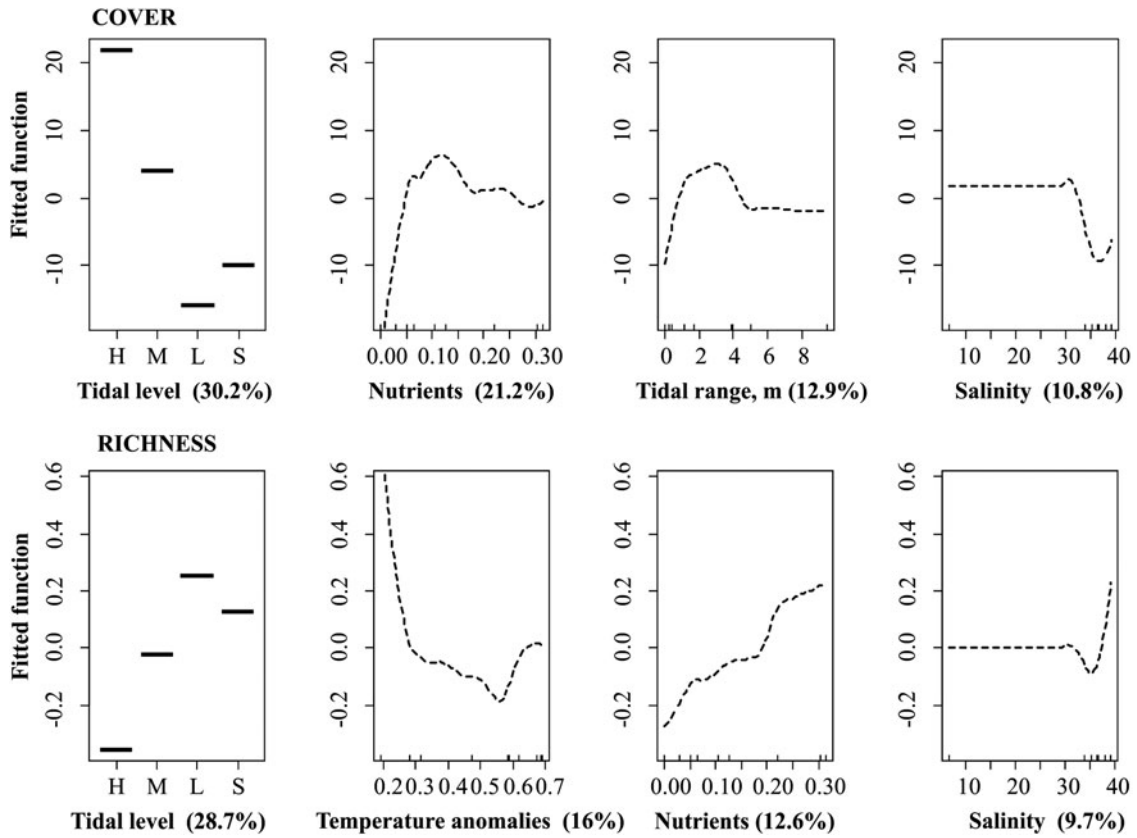 COVER
Fitted function
20
10
0
-10
H M L S
Tidal level (30.2%)
20
10
0
-10
0.00 0.10 0.20 0.30
Nutrients (21.2%)
20
10
0
-10
0 2 4 6 8
Tidal range, m (12.9%)
20
10
0
-10
10 20 30 40
Salinity (10.8%)
RICHNESS
Fitted function
0.6
0.4
0.2
0.0
-0.2
H M L S
Tidal level (28.7%)
0.6
0.4
0.2
0.0
-0.2
0.2 0.3 0.4 0.5 0.6 0.7
Temperature anomalies (16%)
0.6
0.4
0.2
0.0
-0.2
0.00 0.10 0.20 0.30
Nutrients (12.6%)
0.6
0.4
0.2
0.0
-0.2
10 20 30 40
Salinity (9.7%)